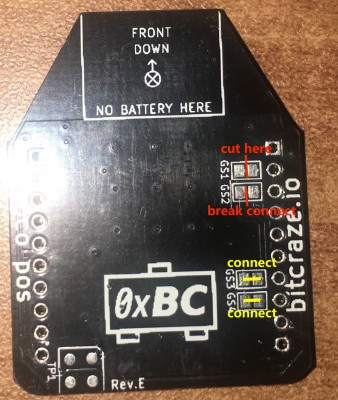 FRONT
DOWN
NO BATTERY HERE
cut here
GS1
GS2
break connect
bitcraze.io
connect
GS3
connect
0xBC
TP1
Rev.E